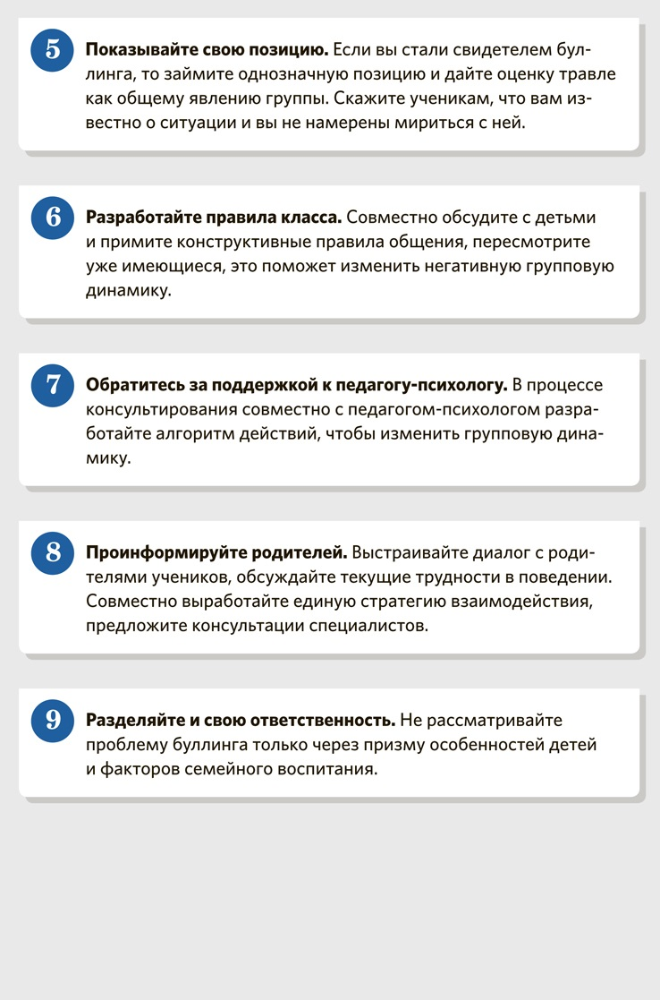 5
Показывайте свою позицию. Если вы стали свидетелем бул-
линга, то займите однозначную позицию и дайте оценку травле
как общему явлению группы. Скажите ученикам, что вам из-
вестно о ситуации и вы не намерены мириться с ней.
6
Разработайте правила класса. Совместно обсудите с детьми
и примите конструктивные правила общения, пересмотрите
уже имеющиеся, это поможет изменить негативную групповую
динамику.
7
Обратитесь за поддержкой к педагогу-психологу. В процессе
консультирования совместно с педагогом-психологом разра-
ботайте алгоритм действий, чтобы изменить групповую дина-
мику.
8
Проинформируйте родителей. Выстраивайте диалог с роди-
телями учеников, обсуждайте текущие трудности в поведении.
Совместно выработайте единую стратегию взаимодействия,
предложите консультации специалистов.
9
Разделяйте и свою ответственность. Не рассматривайте
проблему буллинга только через призму особенностей детей
и факторов семейного воспитания.